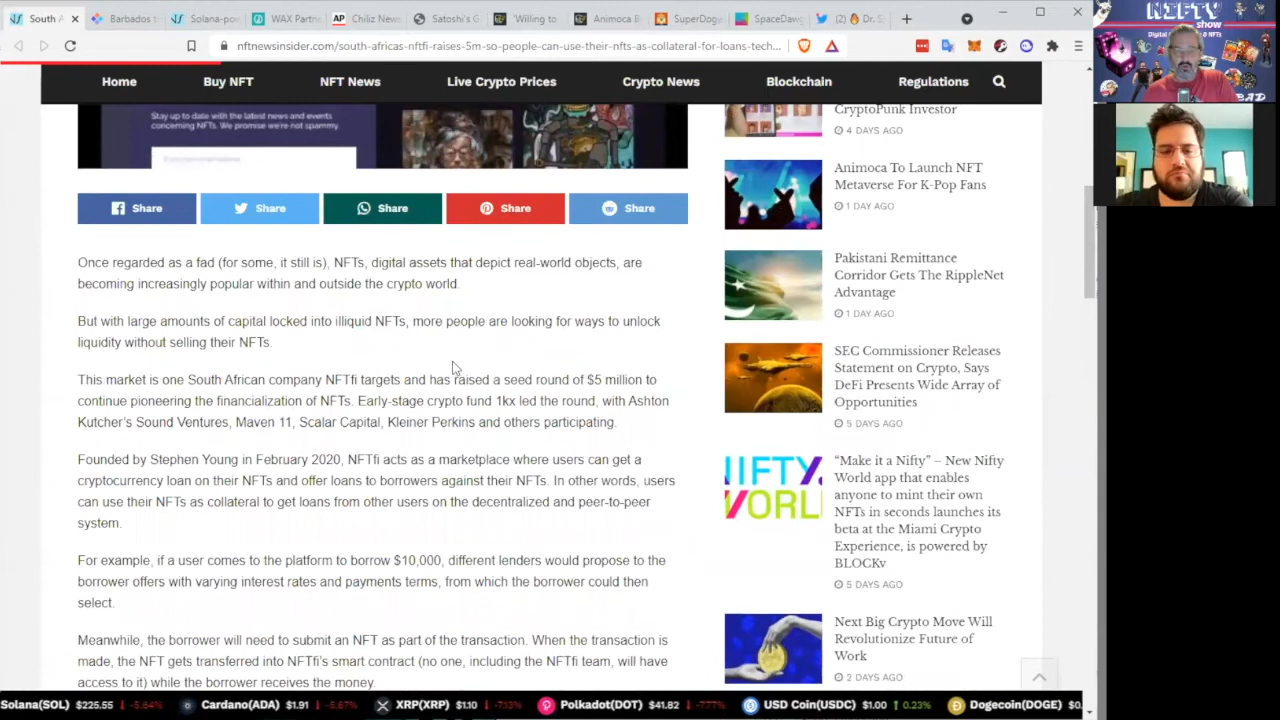 South A
Barbados t
Solana-po
WAX Partn
Chiliz New
Satoshi's G
'Willing to
Animoca B
SuperDoge
SpaceDawg
(2) 🔥 Dr. S
nftnewsinsider.com/south-africas-nftfi-raises-5m-so-people-can-use-their-nfts-as-collateral-for-loans-tech...
NIFTY
show
Home
Buy NFT
NFT News
Live Crypto Prices
Crypto News
Blockchain
Regulations
Stay up to date with the latest news and events
concerning NFTs. We promise we're not spammy.
Share
Share
Share
Share
Share
Once regarded as a fad (for some, it still is), NFTs, digital assets that depict real-world objects, are
becoming increasingly popular within and outside the crypto world.
But with large amounts of capital locked into illiquid NFTs, more people are looking for ways to unlock
liquidity without selling their NFTs.
This market is one South African company NFTfi targets and has raised a seed round of $5 million to
continue pioneering the financialization of NFTs. Early-stage crypto fund 1kx led the round, with Ashton
Kutcher's Sound Ventures, Maven 11, Scalar Capital, Kleiner Perkins and others participating.
Founded by Stephen Young in February 2020, NFTfi acts as a marketplace where users can get a
cryptocurrency loan on their NFTs and offer loans to borrowers against their NFTs. In other words, users
can use their NFTs as collateral to get loans from other users on the decentralized and peer-to-peer
system.
For example, if a user comes to the platform to borrow $10,000, different lenders would propose to the
borrower offers with varying interest rates and payments terms, from which the borrower could then
select.
Meanwhile, the borrower will need to submit an NFT as part of the transaction. When the transaction is
made, the NFT gets transferred into NFTfi's smart contract (no one, including the NFTfi team, will have
access to it) while the borrower receives the money.
CryptoPunk Investor
4 DAYS AGO
Animoca To Launch NFT
Metaverse For K-Pop Fans
1 DAY AGO
Pakistani Remittance
Corridor Gets The RippleNet
Advantage
1 DAY AGO
SEC Commissioner Releases
Statement on Crypto, Says
DeFi Presents Wide Array of
Opportunities
5 DAYS AGO
NIFTY
WORL
"Make it a Nifty" – New Nifty
World app that enables
anyone to mint their own
NFTs in seconds launches its
beta at the Miami Crypto
Experience, is powered by
BLOCKv
5 DAYS AGO
Next Big Crypto Move Will
Revolutionize Future of
Work
2 DAYS AGO
Solana(SOL) $225.55 ↓ -5.64% Cardano(ADA) $1.91 ↓ -5.67% XRP(XRP) $1.10 ↓ -7.13% Polkadot(DOT) $41.82 ↓ -7.77% USD Coin(USDC) $1.00 ↑ 0.23% Dogecoin(DOGE) $0.